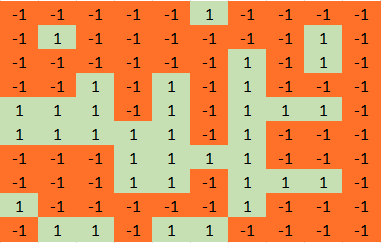 -1 -1 -1 -1 -1 1 -1 -1 -1 -1
-1 1 -1 -1 -1 -1 -1 -1 1 -1
-1 -1 -1 -1 -1 -1 1 -1 1 -1
-1 -1 1 -1 1 -1 1 -1 -1 -1
1 1 1 -1 1 -1 1 1 1 -1
1 1 1 1 1 -1 1 -1 -1 -1
-1 -1 -1 1 1 1 1 -1 -1 -1
-1 -1 -1 1 1 -1 1 1 1 -1
1 -1 -1 -1 -1 -1 1 -1 -1 -1
-1 1 1 -1 1 1 -1 -1 -1 -1